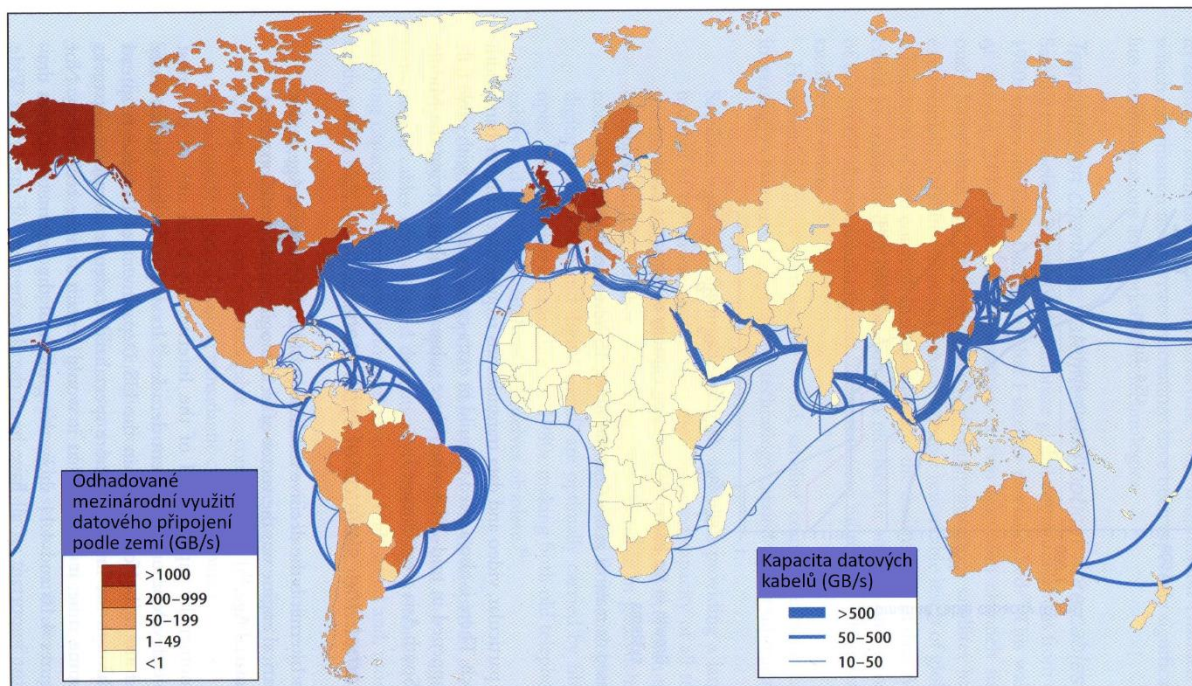 Odhadované
mezinárodní využití
datového připojení
podle zemí (GB/s)
>1000
200–999
50–199
1–49
<1
Kapacita datových
kabelů (GB/s)
>500
50–500
10–50